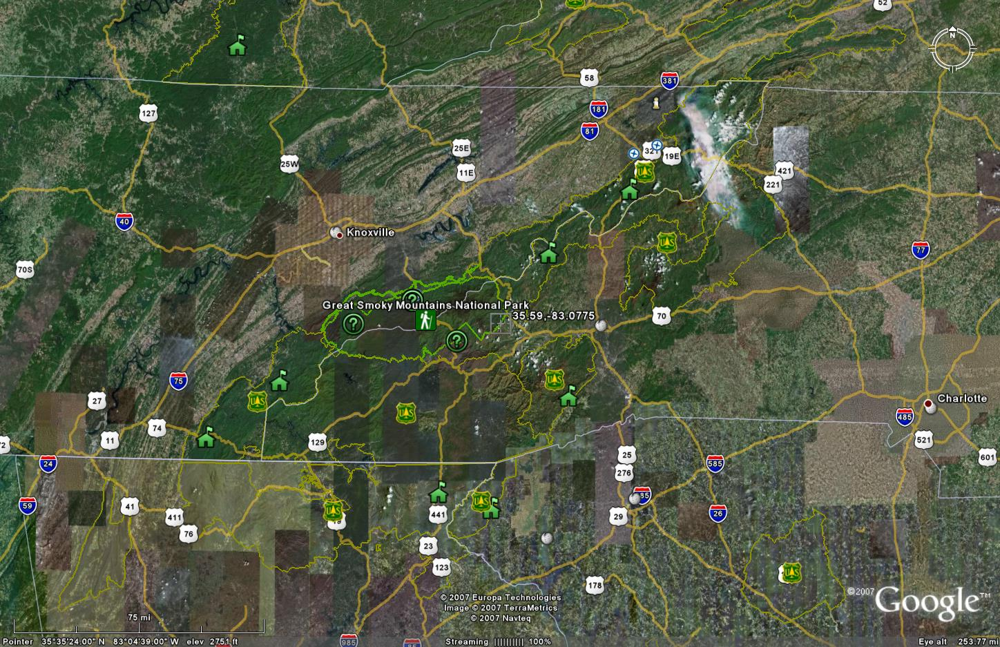 52
N
58
381
127
181
81
25E
321
19E
25W
11E
421
221
40
Knoxville
77
70S
Great Smoky Mountains National Park
35.59,-83.0775
70
75
27
Charlotte
485
74
11
129
521
25
601
24
585
276
59
41
441
29
26
411
76
23
123
178
© 2007 Europa Technologies
Image © 2007 TerraMetrics
© 2007 Navteq
©2007 Google™
75 mi
Pointer 35°35'24.00" N 83°04'39.00" W elev 2751 ft
985
85
Streaming |||||||||| 100%
Eye alt 253.77 mi